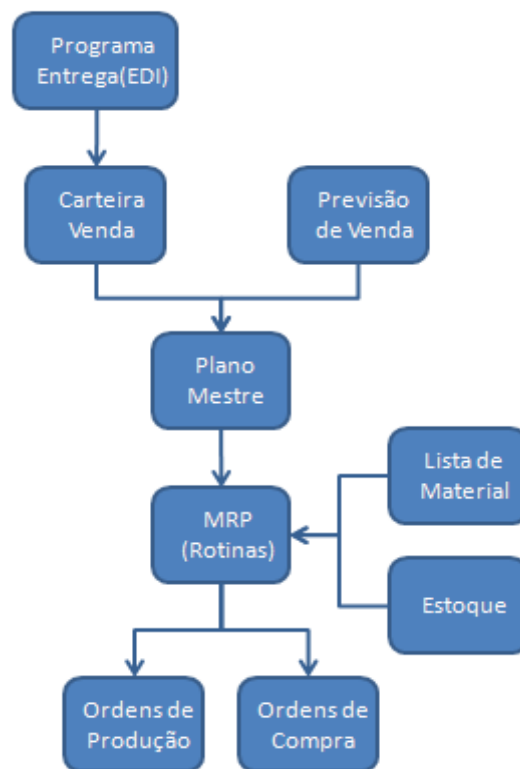 Programa
Entrega(EDI)
Carteira
Venda
Previsão
de Venda
Plano
Mestre
Lista de
Material
MRP
(Rotinas)
Estoque
Ordens de
Produção
Ordens de
Compra